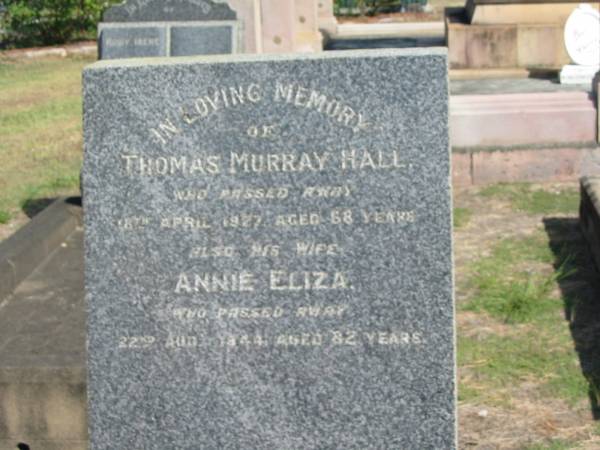 IN LOVING MEMORY
OF
THOMAS MURRAY HALL.
WHO PASSED AWAY
APRIL 1927, AGED 68 YEARS
ALSO HIS WIFE
ANNIE ELIZA.
WHO PASSED AWAY
22ND AUG. 1944, AGED 82 YEARS.